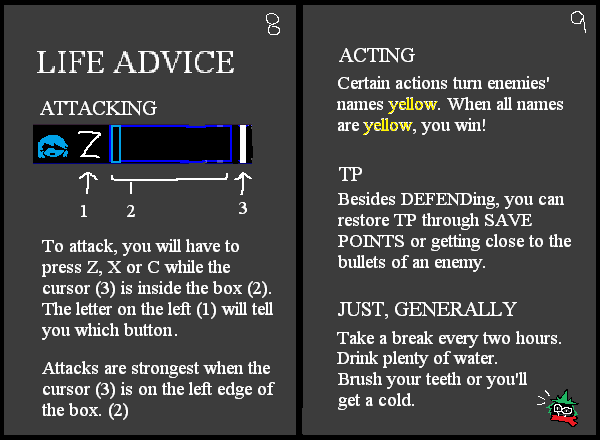 8
LIFE ADVICE
ATTACKING
Z
1
2
3
To attack, you will have to
press Z, X or C while the
cursor (3) is inside the box (2).
The letter on the left (1) will tell
you which button.
Attacks are strongest when the
cursor (3) is on the left edge of
the box. (2)
9
ACTING
Certain actions turn enemies'
names yellow. When all names
are yellow, you win!
TP
Besides DEFENDing, you can
restore TP through SAVE
POINTS or getting close to the
bullets of an enemy.
JUST, GENERALLY
Take a break every two hours.
Drink plenty of water.
Brush your teeth or you'll
get a cold.